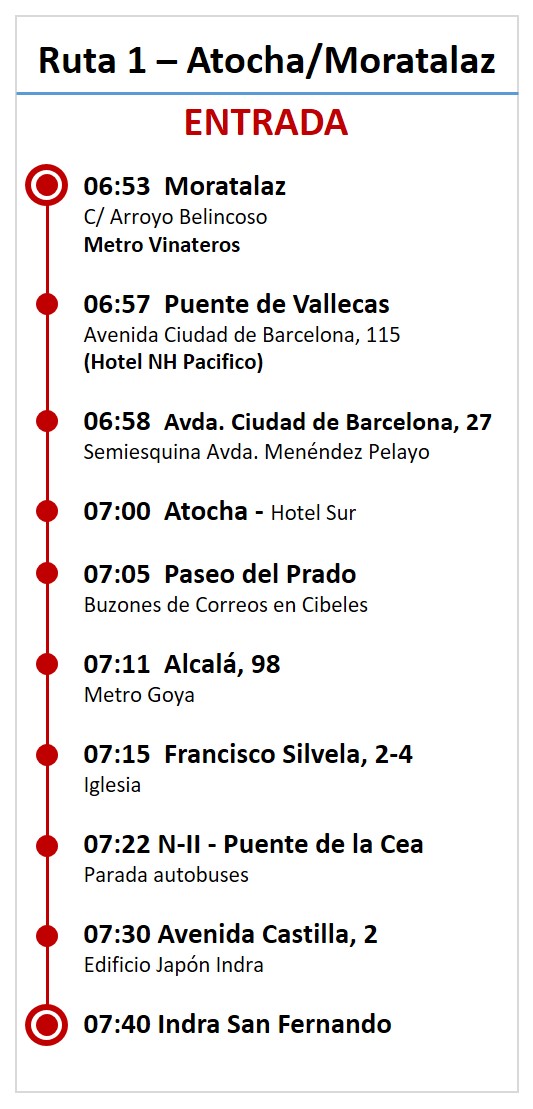 Ruta 1 – Atocha/Moratalaz
ENTRADA
06:53 Moratalaz
C/ Arroyo Belincoso
Metro Vinateros
06:57 Puente de Vallecas
Avenida Ciudad de Barcelona, 115
(Hotel NH Pacifico)
06:58 Avda. Ciudad de Barcelona, 27
Semiesquina Avda. Menéndez Pelayo
07:00 Atocha - Hotel Sur
07:05 Paseo del Prado
Buzones de Correos en Cibeles
07:11 Alcalá, 98
Metro Goya
07:15 Francisco Silvela, 2-4
Iglesia
07:22 N-II - Puente de la Cea
Parada autobuses
07:30 Avenida Castilla, 2
Edificio Japón Indra
07:40 Indra San Fernando